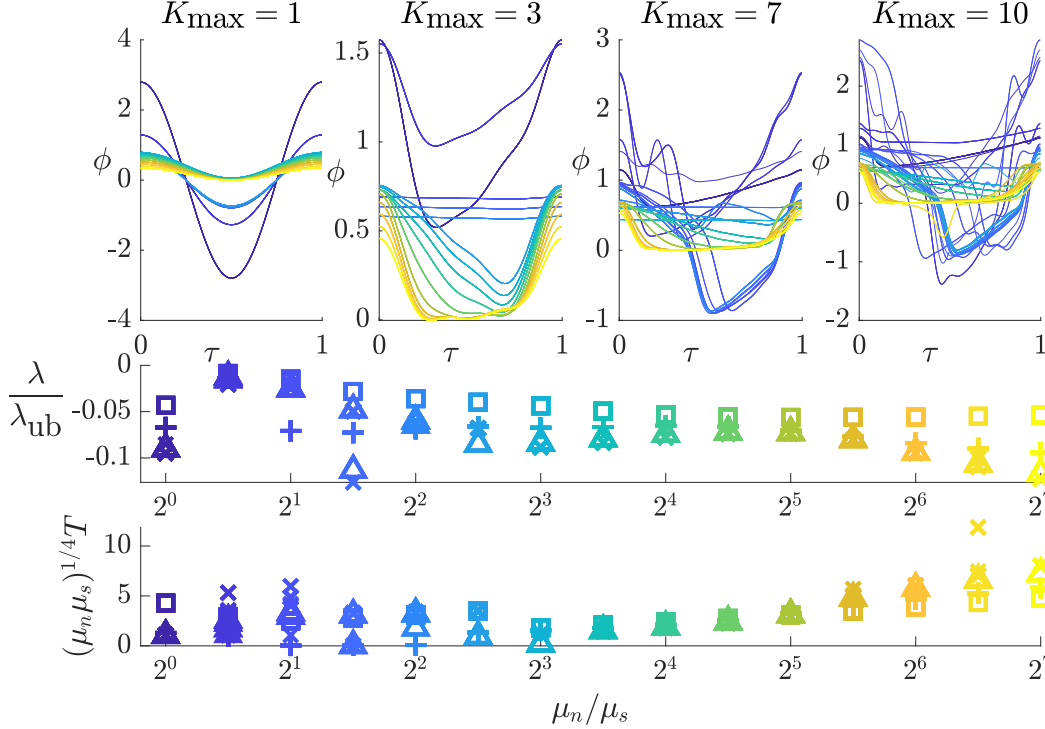 K_max = 1 K_max = 3 K_max = 7 K_max = 10
4 1.5 3 2
2 1 2 1
ϕ 0 ϕ ϕ 1 ϕ 0
-2 0.5 0 -1
-4 0 -1 -2
0 τ 1 0 τ 1 0 τ 1 0 τ 1
λ/λ_ub
0
-0.05
-0.1
2^0 2^1 2^2 2^3 2^4 2^5 2^6 2^7
(μ_n μ_s)^{1/4} T
10
5
0
2^0 2^1 2^2 2^3 2^4 2^5 2^6 2^7
μ_n/μ_s